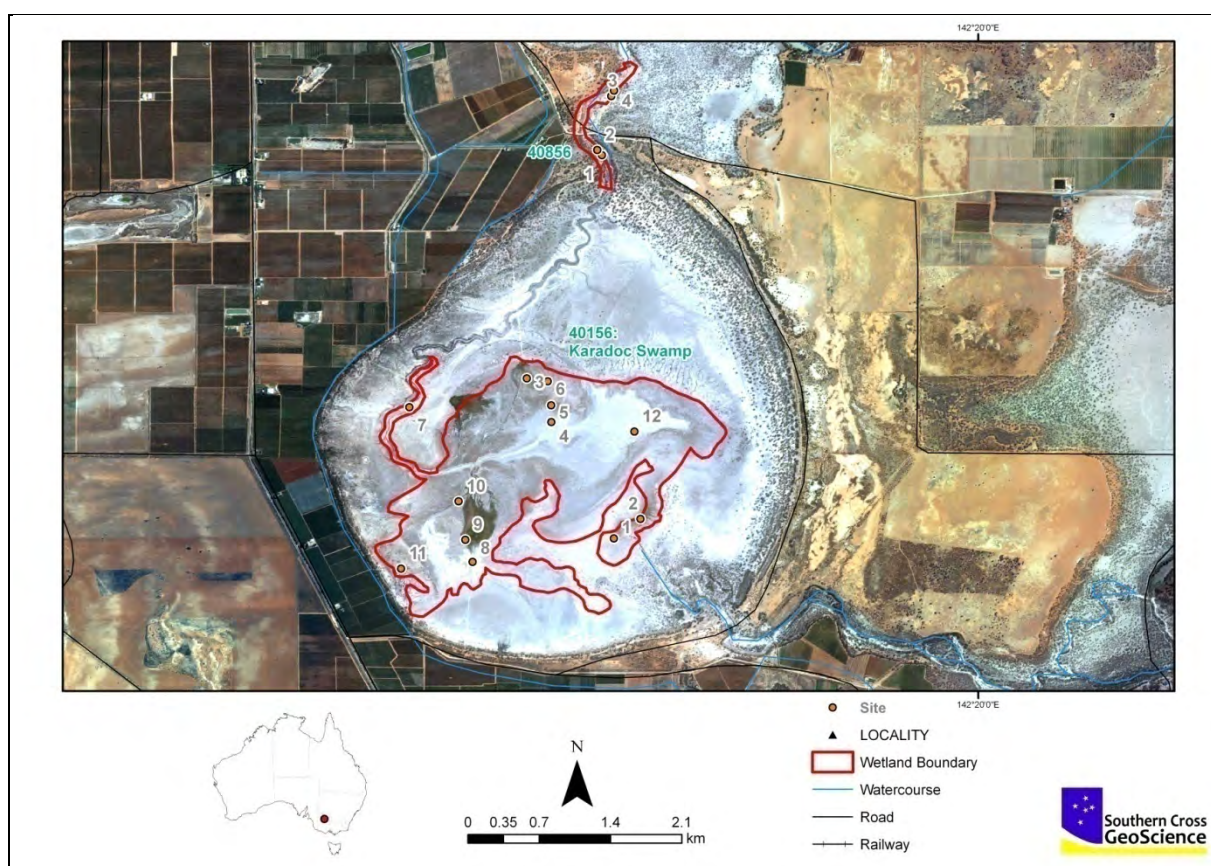 142°20'0"E
3
4
2
40856
1
40156:
Karadoc Swamp
3
6
5
4
7
12
10
2
9
1
8
11
142°20'0"E
Site
LOCALITY
Wetland Boundary
Watercourse
Road
Railway
N
0 0.35 0.7 1.4 2.1
km
Southern Cross
GeoScience